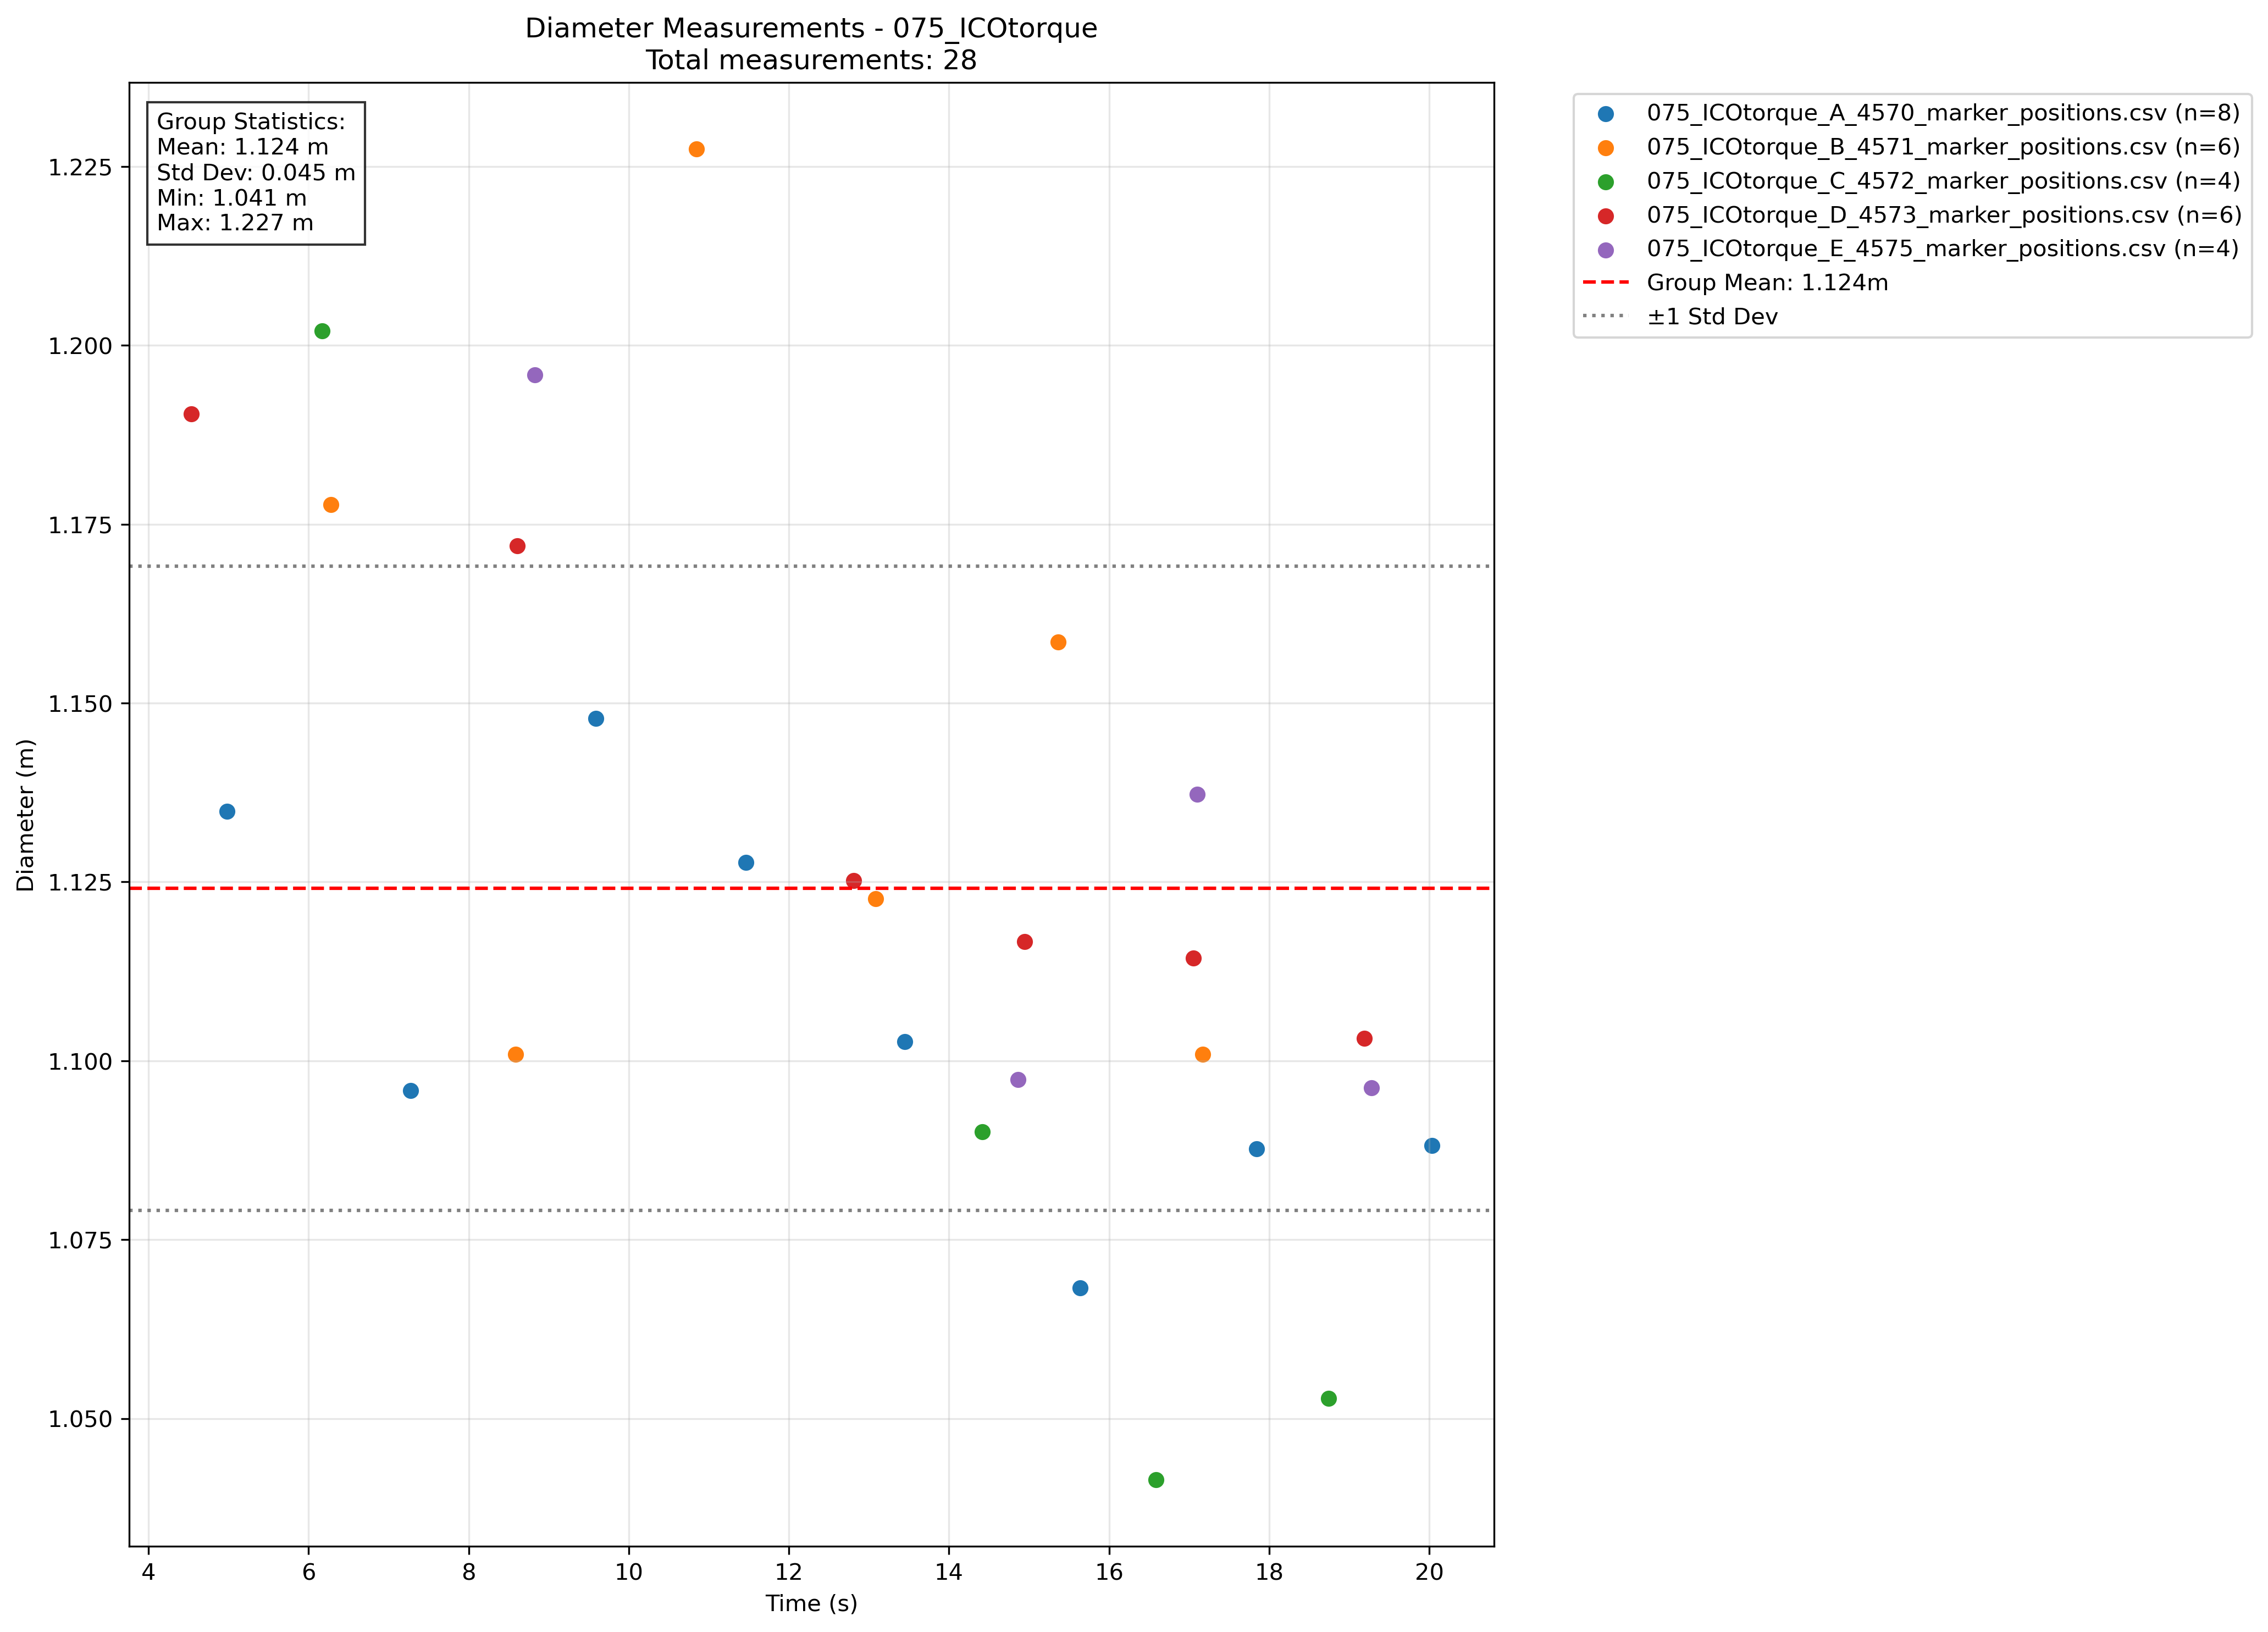 Diameter Measurements - 075_ICOtorque
Total measurements: 28
Group Statistics:
Mean: 1.124 m
Std Dev: 0.045 m
Min: 1.041 m
Max: 1.227 m
075_ICOtorque_A_4570_marker_positions.csv (n=8)
075_ICOtorque_B_4571_marker_positions.csv (n=6)
075_ICOtorque_C_4572_marker_positions.csv (n=4)
075_ICOtorque_D_4573_marker_positions.csv (n=6)
075_ICOtorque_E_4575_marker_positions.csv (n=4)
Group Mean: 1.124m
±1 Std Dev
Diameter (m)
1.225
1.200
1.175
1.150
1.125
1.100
1.075
1.050
4 6 8 10 12 14 16 18 20
Time (s)